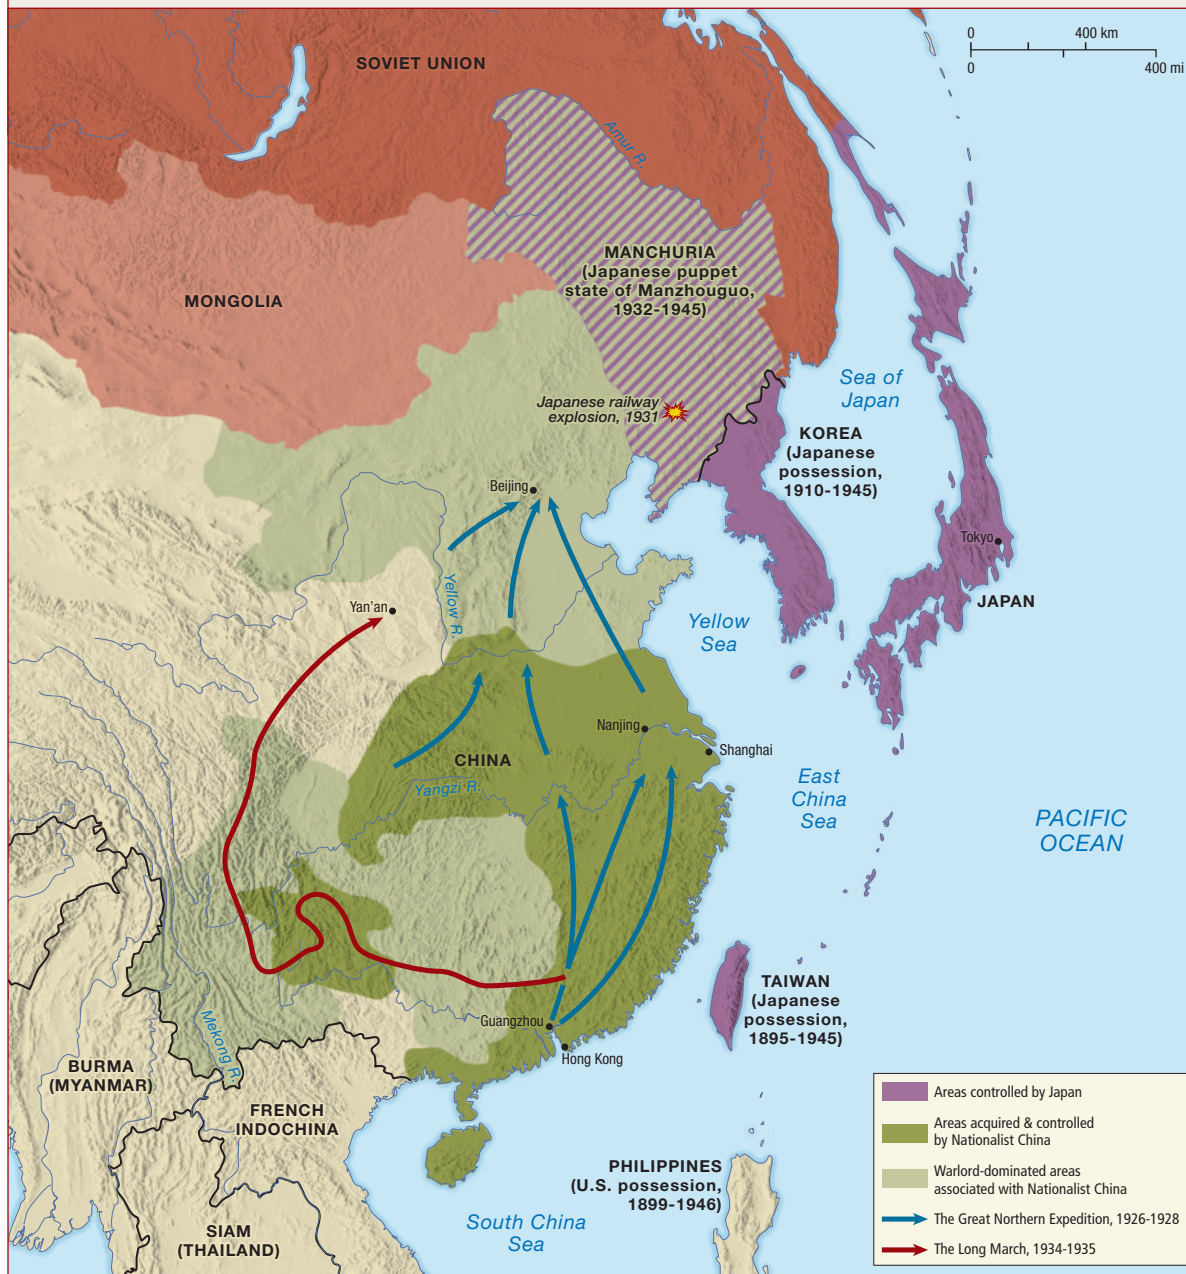 0 400 km
0 400 mi
SOVIET UNION
Amur R.
MANCHURIA
(Japanese puppet
state of Manzhouguo,
1932-1945)
MONGOLIA
Sea of
Japan
Japanese railway
explosion, 1931
KOREA
(Japanese
possession,
1910-1945)
Beijing
Tokyo
Yellow R.
Yan'an
JAPAN
Yellow
Sea
Nanjing
Shanghai
CHINA
Yangzi R.
East
China
Sea
PACIFIC
OCEAN
TAIWAN
(Japanese
possession,
1895-1945)
Guangzhou
Hong Kong
Mekong R.
BURMA
(MYANMAR)
FRENCH
INDOCHINA
PHILIPPINES
(U.S. possession,
1899-1946)
SIAM
(THAILAND)
South China
Sea
Areas controlled by Japan
Areas acquired & controlled
by Nationalist China
Warlord-dominated areas
associated with Nationalist China
The Great Northern Expedition, 1926-1928
The Long March, 1934-1935